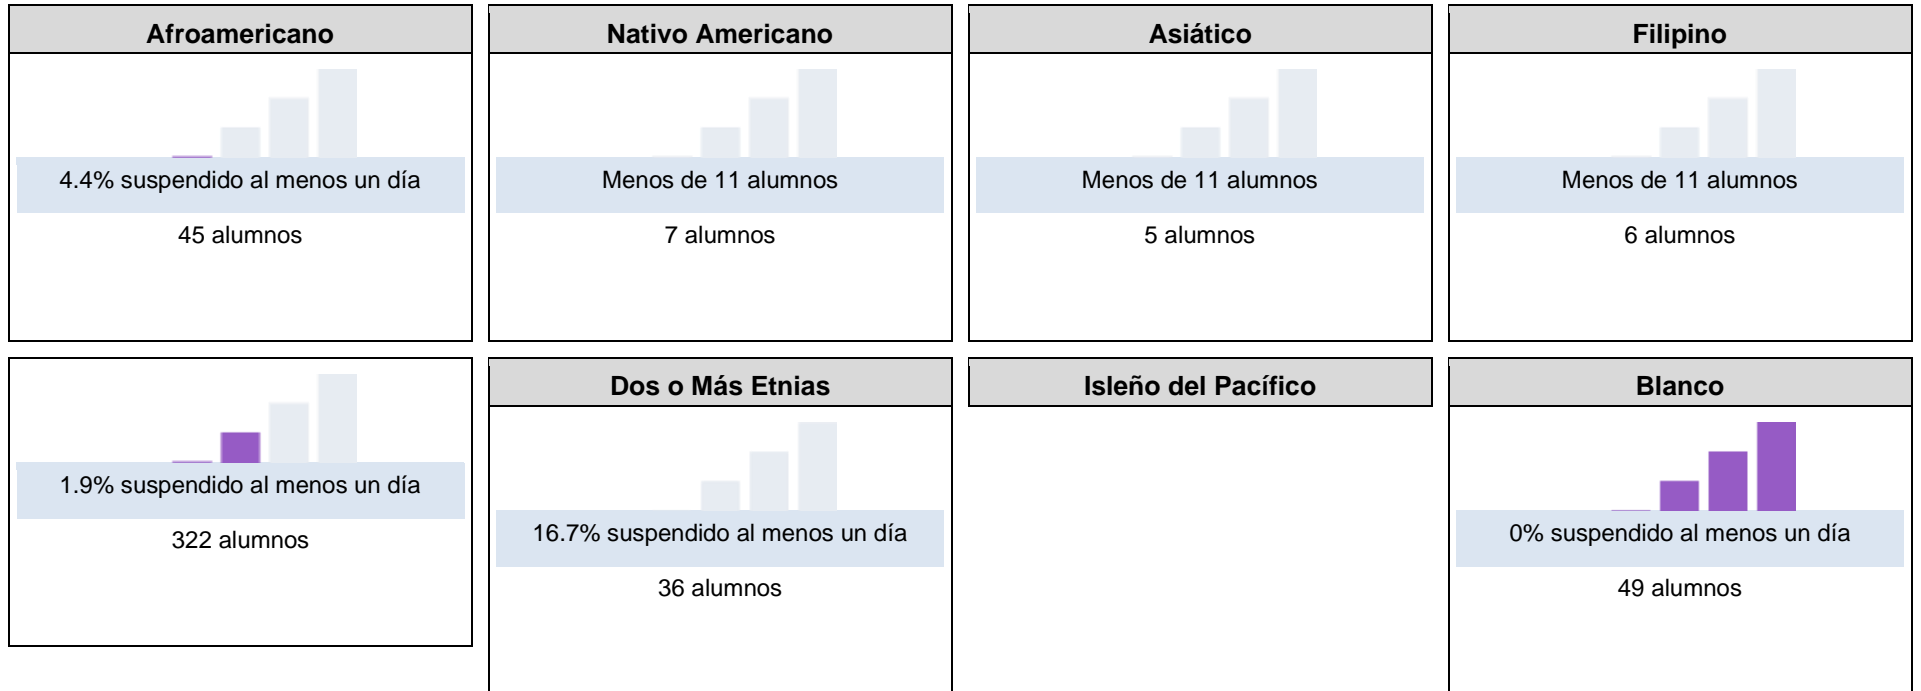 Afroamericano
4.4% suspendido al menos un día
45 alumnos
Nativo Americano
Menos de 11 alumnos
7 alumnos
Asiático
Menos de 11 alumnos
5 alumnos
Filipino
Menos de 11 alumnos
6 alumnos
1.9% suspendido al menos un día
322 alumnos
Dos o Más Etnias
16.7% suspendido al menos un día
36 alumnos
Isleño del Pacífico
Blanco
0% suspendido al menos un día
49 alumnos